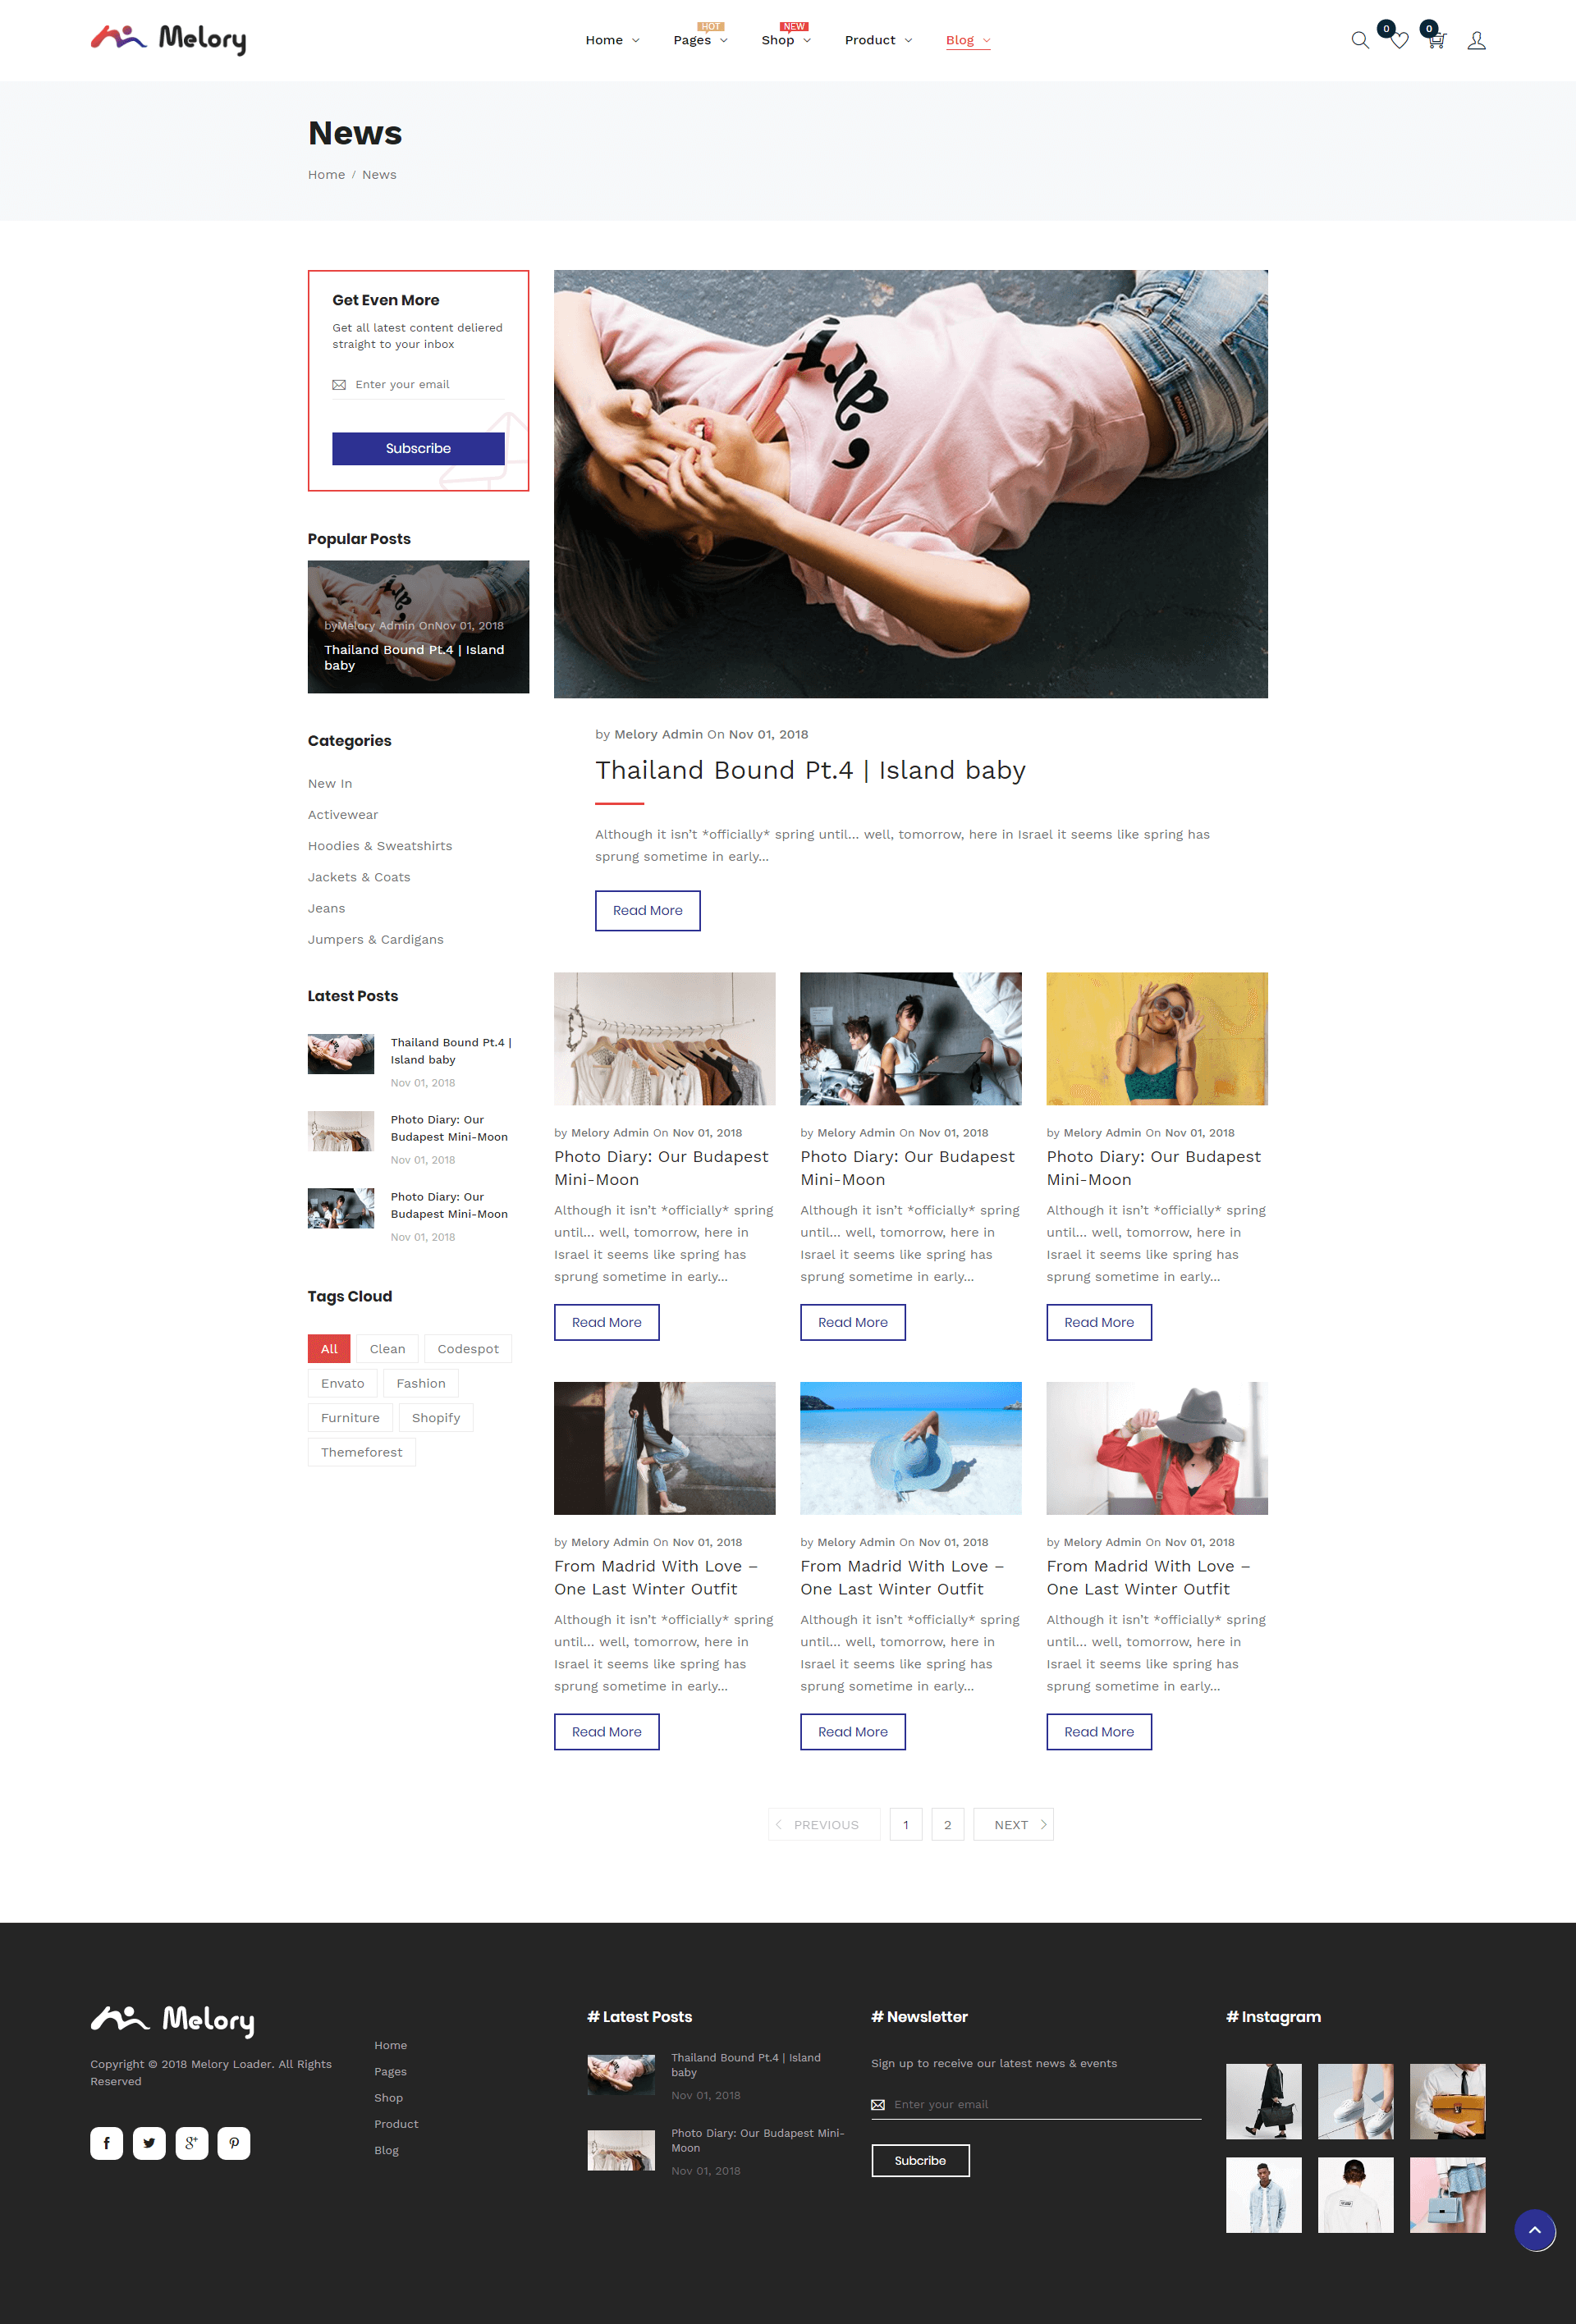 Melory
Home
Pages
HOT
Shop
NEW
Product
Blog
0
0
News
Home / News
Get Even More
Get all latest content deliered
straight to your inbox
Enter your email
Subscribe
Popular Posts
byMelory Admin OnNov 01, 2018
Thailand Bound Pt.4 | Island
baby
Categories
New In
Activewear
Hoodies & Sweatshirts
Jackets & Coats
Jeans
Jumpers & Cardigans
Latest Posts
Thailand Bound Pt.4 |
Island baby
Nov 01, 2018
Photo Diary: Our
Budapest Mini-Moon
Nov 01, 2018
Photo Diary: Our
Budapest Mini-Moon
Nov 01, 2018
Tags Cloud
All Clean Codespot
Envato Fashion
Furniture Shopify
Themeforest
by Melory Admin On Nov 01, 2018
Thailand Bound Pt.4 | Island baby
Although it isn't *officially* spring until... well, tomorrow, here in Israel it seems like spring has
sprung sometime in early...
Read More
by Melory Admin On Nov 01, 2018
Photo Diary: Our Budapest
Mini-Moon
Although it isn't *officially* spring
until... well, tomorrow, here in
Israel it seems like spring has
sprung sometime in early...
Read More
by Melory Admin On Nov 01, 2018
Photo Diary: Our Budapest
Mini-Moon
Although it isn't *officially* spring
until... well, tomorrow, here in
Israel it seems like spring has
sprung sometime in early...
Read More
by Melory Admin On Nov 01, 2018
Photo Diary: Our Budapest
Mini-Moon
Although it isn't *officially* spring
until... well, tomorrow, here in
Israel it seems like spring has
sprung sometime in early...
Read More
by Melory Admin On Nov 01, 2018
From Madrid With Love –
One Last Winter Outfit
Although it isn't *officially* spring
until... well, tomorrow, here in
Israel it seems like spring has
sprung sometime in early...
Read More
by Melory Admin On Nov 01, 2018
From Madrid With Love –
One Last Winter Outfit
Although it isn't *officially* spring
until... well, tomorrow, here in
Israel it seems like spring has
sprung sometime in early...
Read More
by Melory Admin On Nov 01, 2018
From Madrid With Love –
One Last Winter Outfit
Although it isn't *officially* spring
until... well, tomorrow, here in
Israel it seems like spring has
sprung sometime in early...
Read More
PREVIOUS 1 2 NEXT
Melory
Copyright © 2018 Melory Loader. All Rights
Reserved
Home
Pages
Shop
Product
Blog
# Latest Posts
Thailand Bound Pt.4 | Island
baby
Nov 01, 2018
Photo Diary: Our Budapest Mini-
Moon
Nov 01, 2018
# Newsletter
Sign up to receive our latest news & events
Enter your email
Subcribe
# Instagram